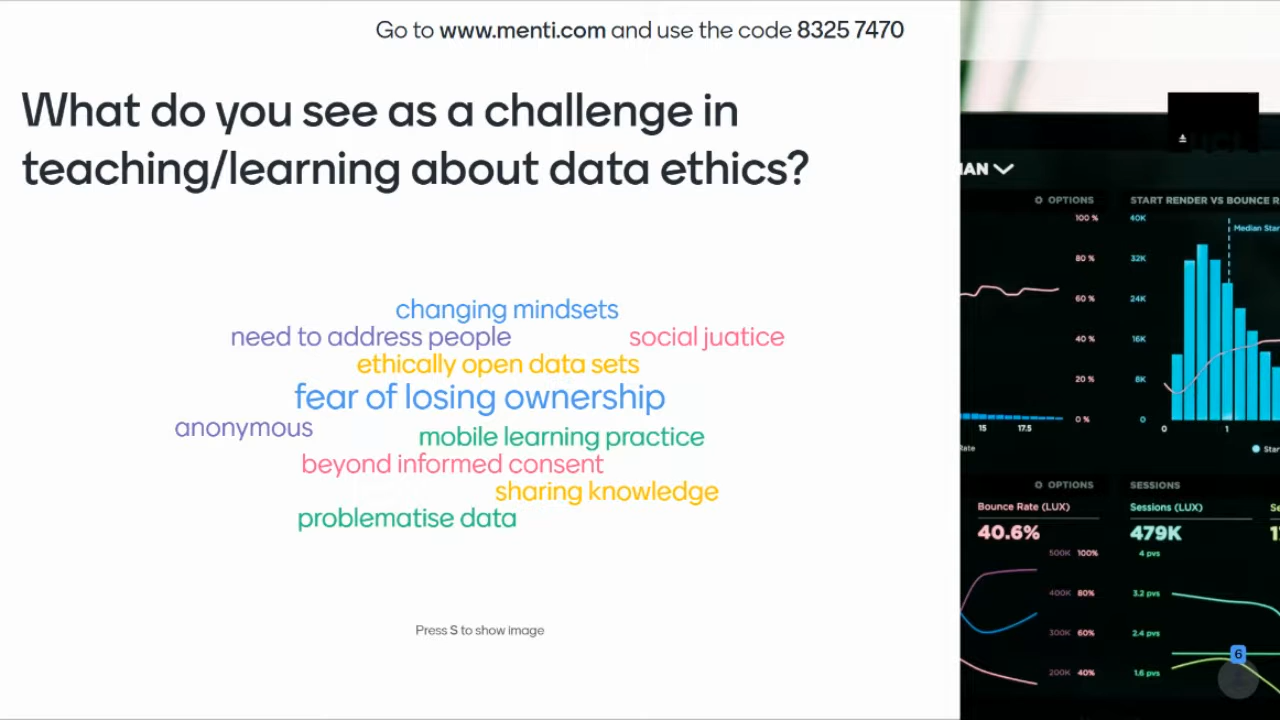 Go to www.menti.com and use the code 8325 7470
What do you see as a challenge in
teaching/learning about data ethics?
changing mindsets
need to address people
social juatice
ethically open data sets
fear of losing ownership
anonymous
mobile learning practice
beyond informed consent
sharing knowledge
problematise data
Press S to show image
OPTIONS
100 %
80 %
60 %
40 %
20 %
0 %
15 17.5
START RENDER VS BOUNCE
40K
Median
32K
24K
16K
8K
0
0 1
OPTIONS
Bounce Rate (LUX)
40.6%
500K 100%
400K 80%
300K 60%
200K 40%
SESSIONS
Sessions (LUX)
479K
4 pvs
3.2 pvs
2.4 pvs
1.6 pvs
6